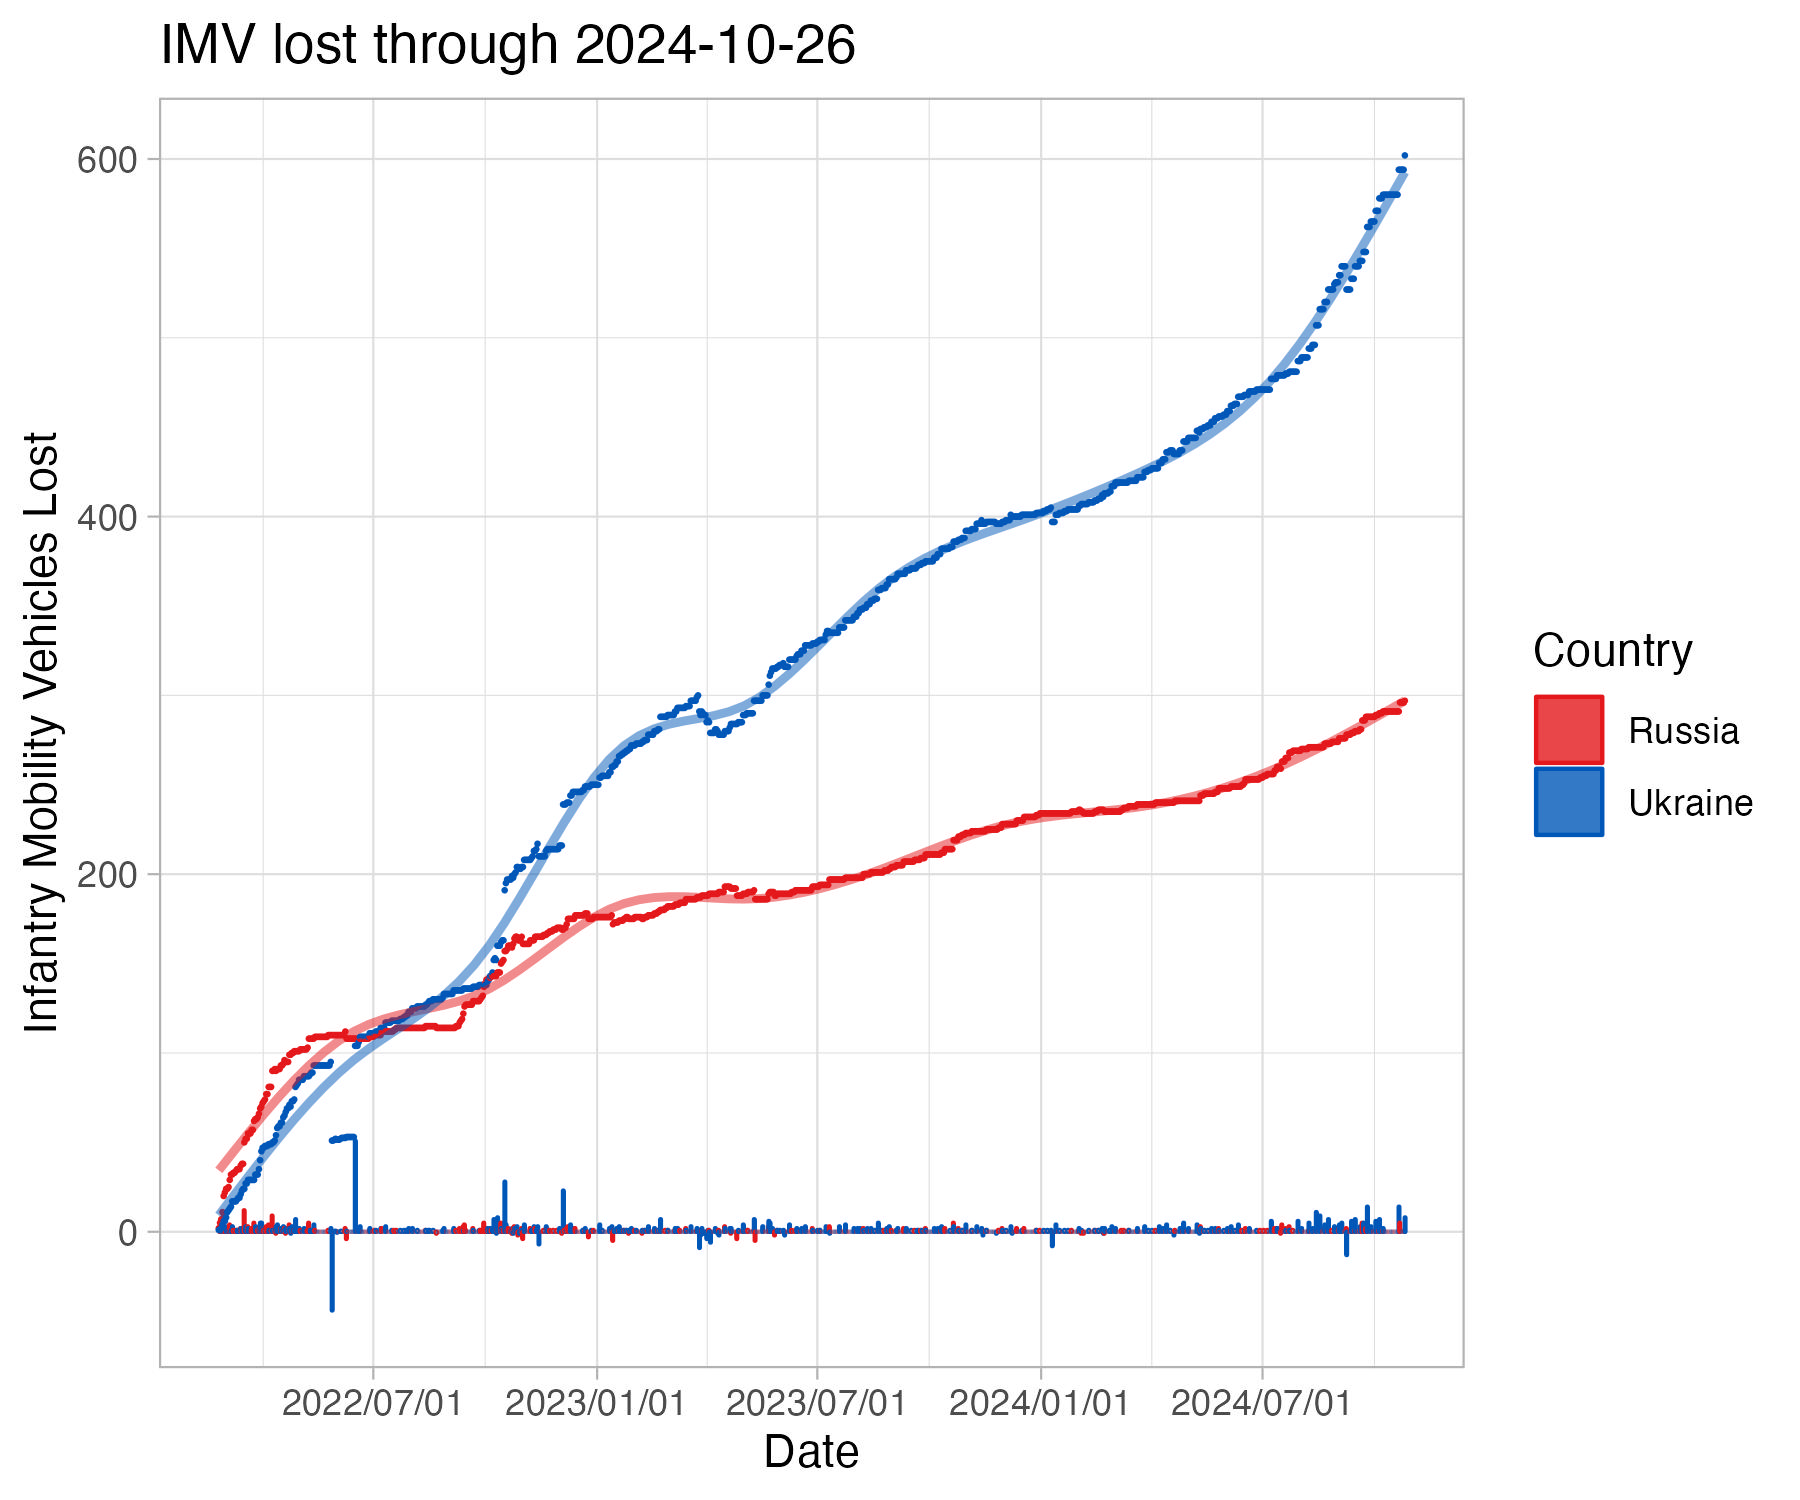 IMV lost through 2024-10-26
Infantry Mobility Vehicles Lost
600
400
200
0
2022/07/01 2023/01/01 2023/07/01 2024/01/01 2024/07/01
Date
Country
Russia
Ukraine